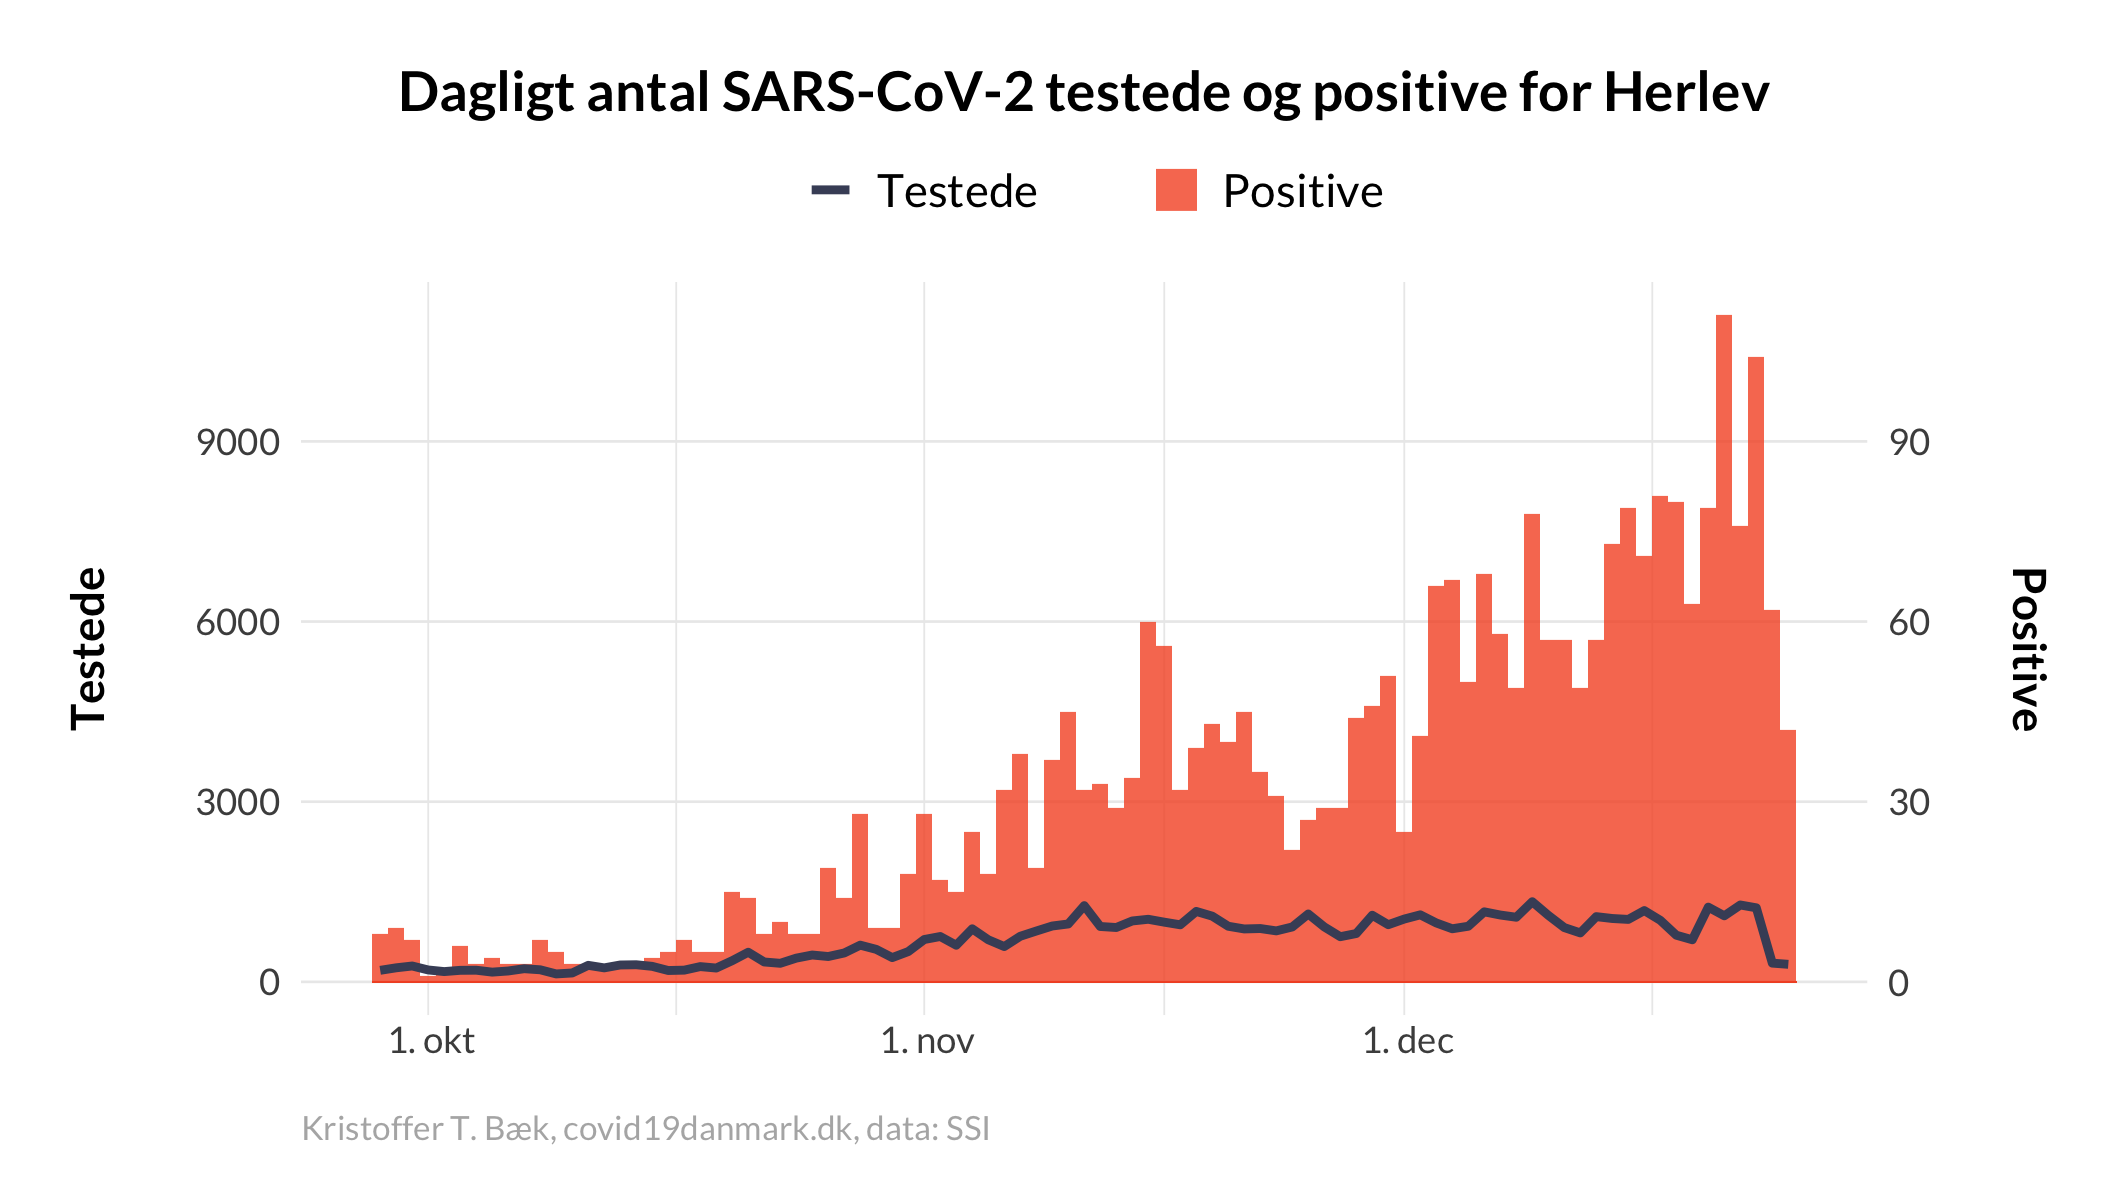 Dagligt antal SARS-CoV-2 testede og positive for Herlev
Testede
Positive
9000
6000
3000
0
Testede
90
60
30
0
Positive
1. okt
1. nov
1. dec
Kristoffer T. Bæk, covid19danmark.dk, data: SSI